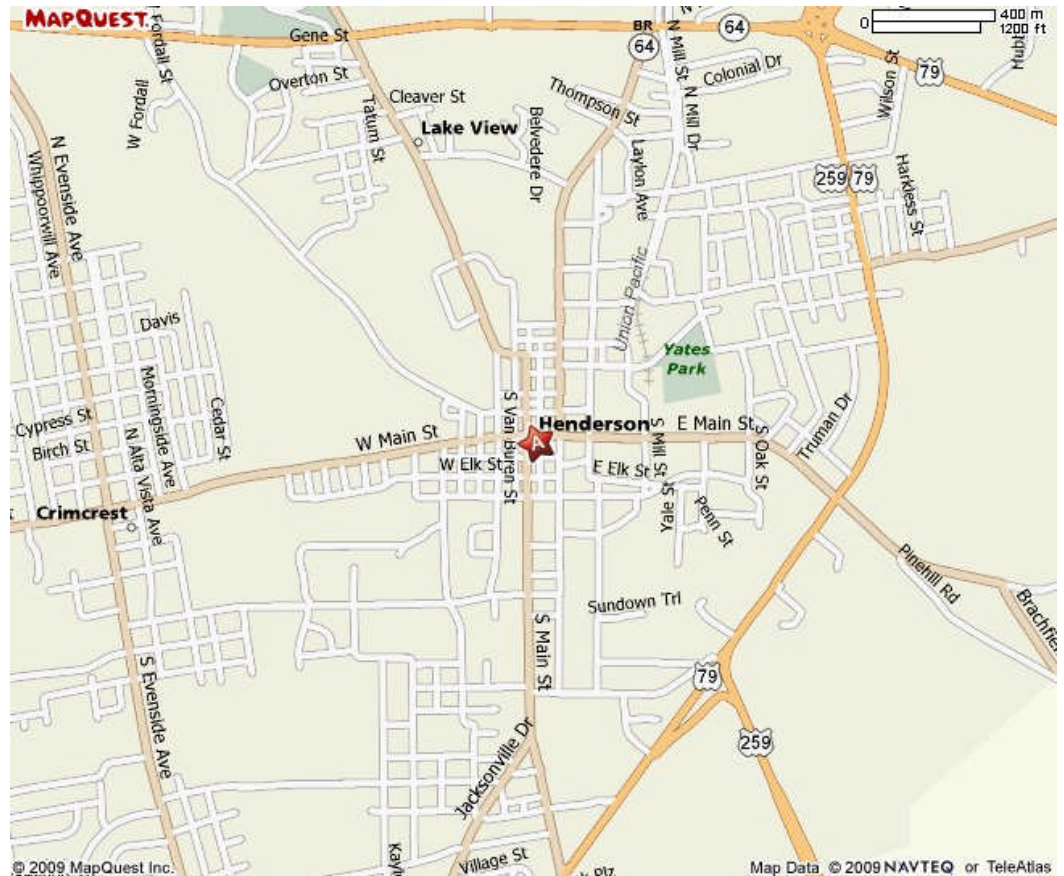 MAPQUEST.
400 m
0
1200 ft
N Fordall St
Gene St
BR
64
N Mill St
64
79
Overton St
Tatum St
Cleaver St
Lake View
Belvedere Dr
Thompson St
Colonial Dr
N Mill Dr
Wilson St
N Fordall
N Evenside Ave
Whippoorwill Ave
Laylon Ave
259
79
Harkless St
Union Pacific
Davis
Morningside Ave
Cedar St
Yates
Park
Cypress St
Birch St
N Alta Vista Ave
W Main St
S Van Buren St
A
Henderson
E Main St
S Mill St
S Oak St
Truman Dr
W Elk St
E Elk St
Yale St
Penn St
Crimcrest
Pinehill Rd
Sundown Trl
S Main St
S Evenside Ave
79
259
Jacksonville Dr
Village St
© 2009 MapQuest Inc.
Map Data © 2009 NAVTEQ or TeleAtlas